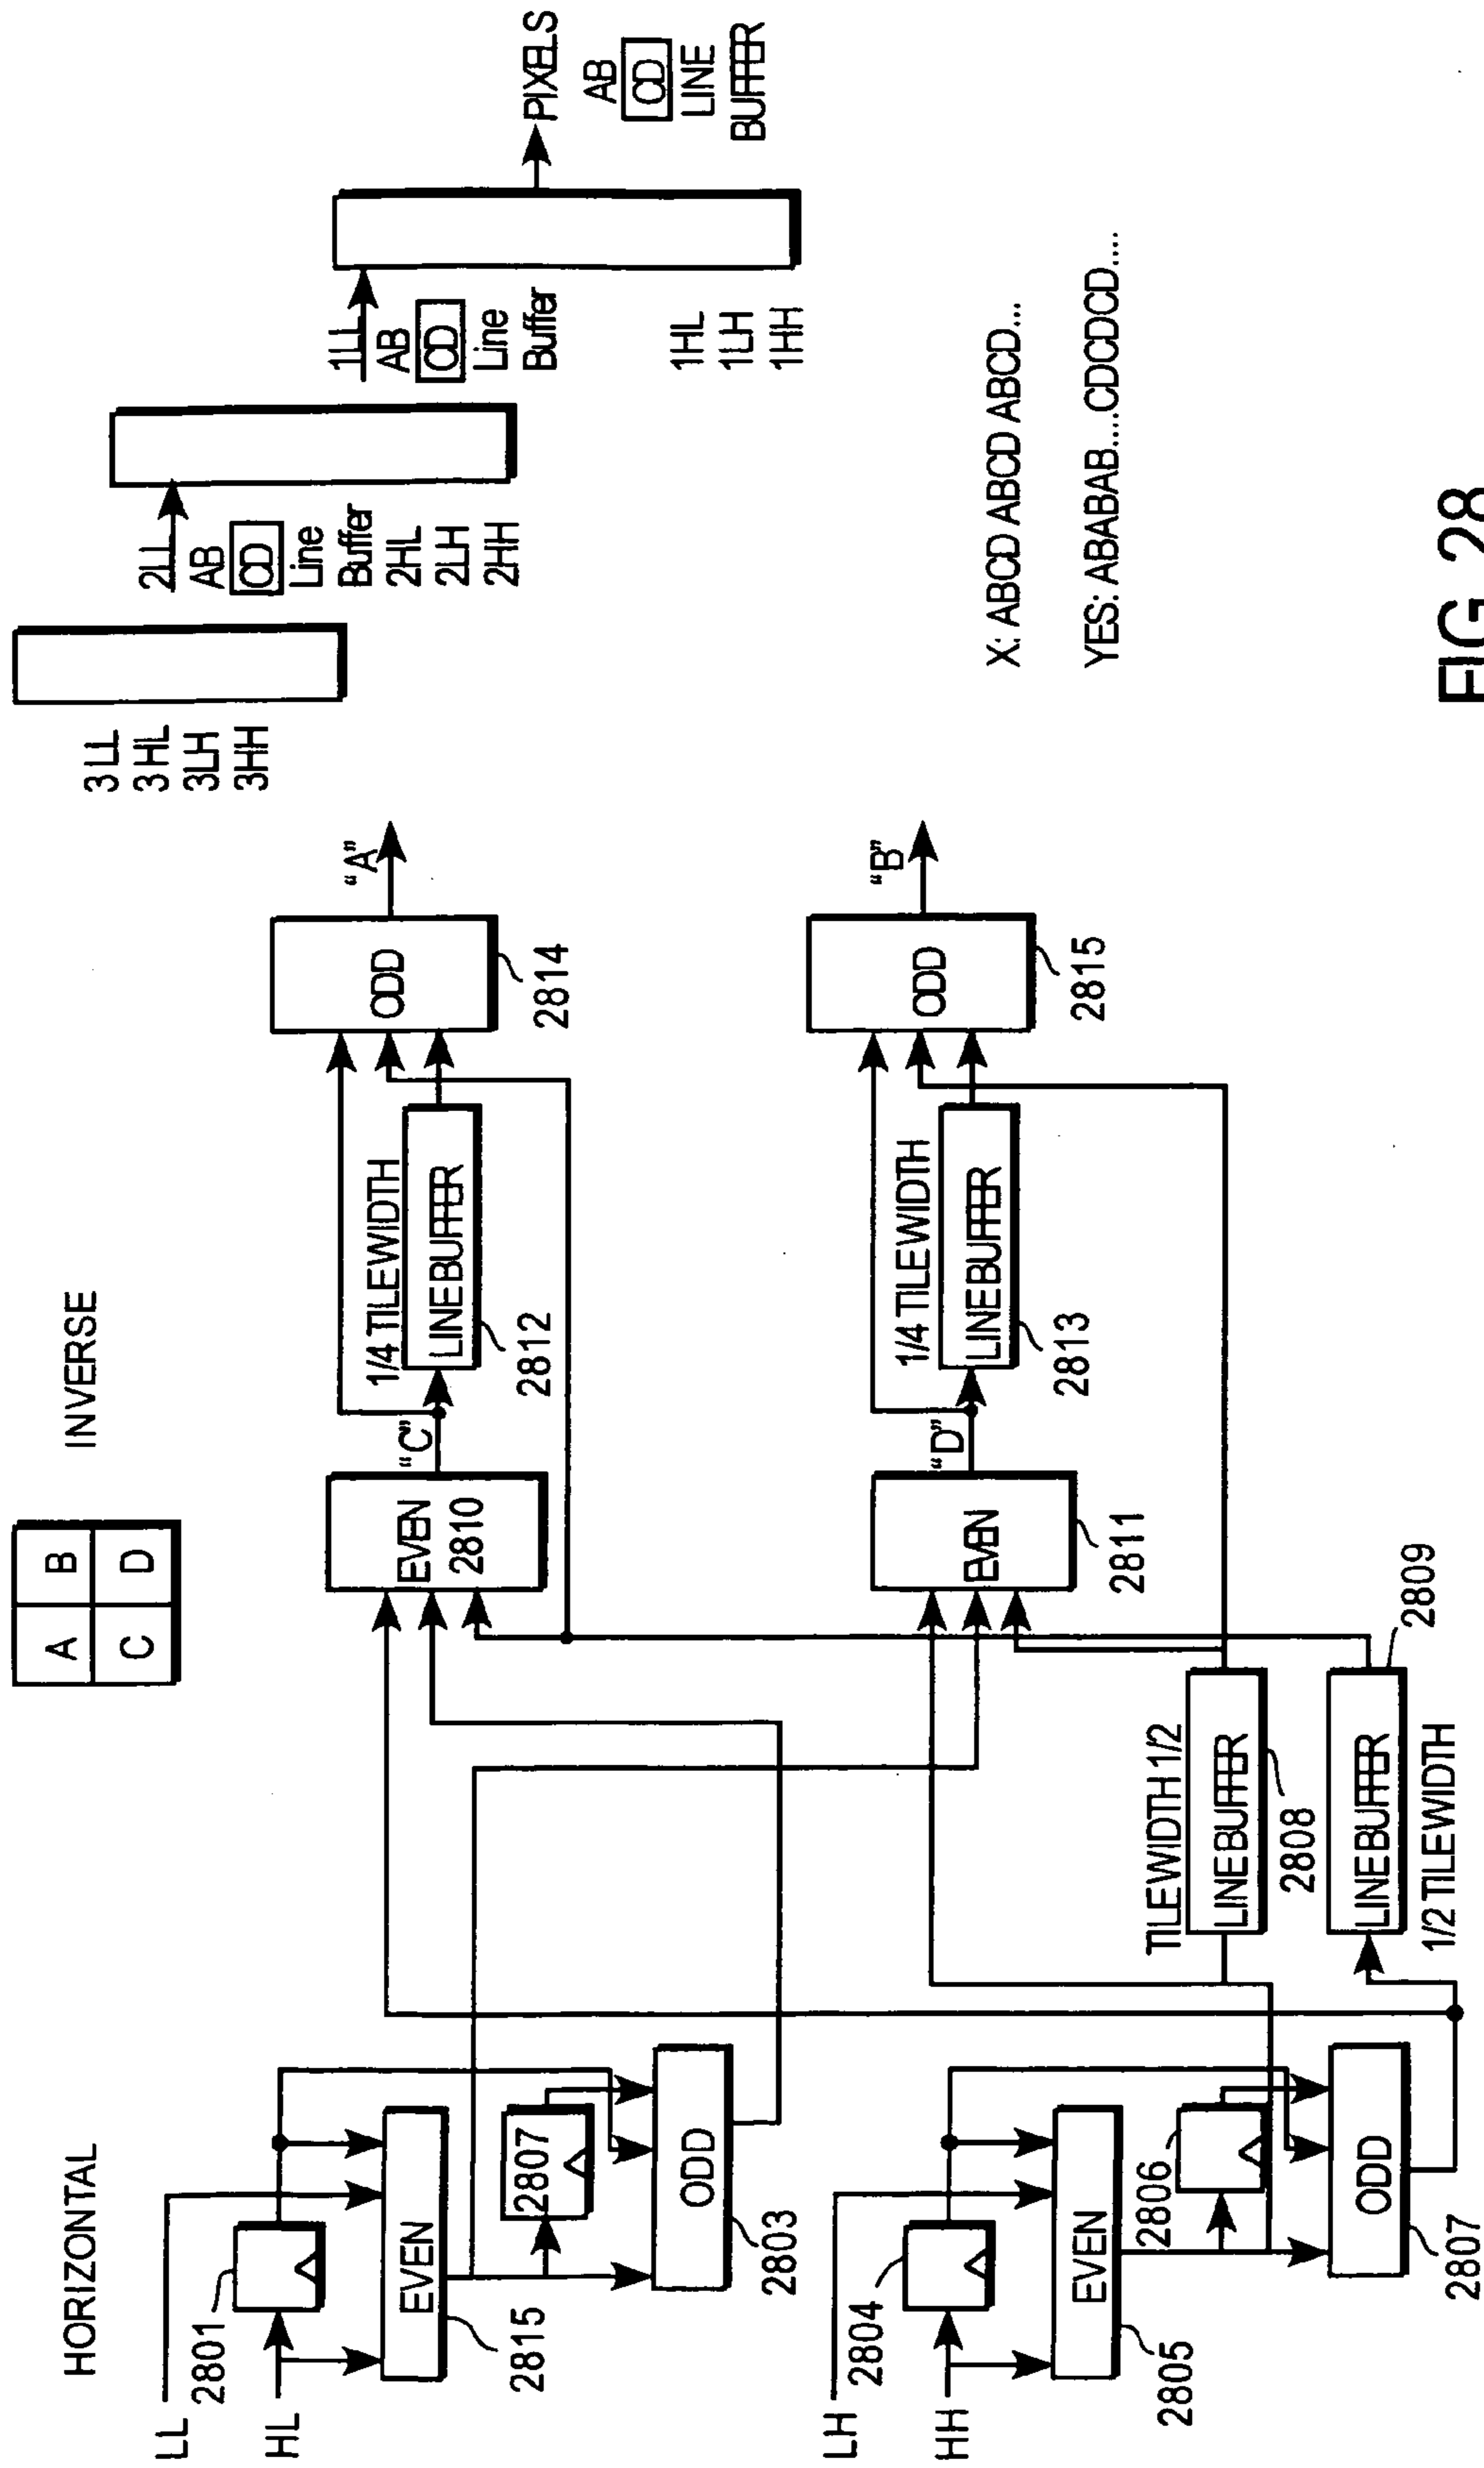 HORIZONTAL
INVERSE
A B
C D
LL
2801
HL
EVEN
2815
2807
ODD
2803
LH
2804
HH
EVEN
2805
2806
ODD
2807
TILEWIDTH 1/2
LINEBUFFER
2808
LINEBUFFER
2809
1/2 TILEWIDTH
EVEN
2810
"C"
1/4 TILEWIDTH
LINEBUFFER
2812
ODD
2814
"A"
EVEN
2811
"D"
1/4 TILEWIDTH
LINEBUFFER
2813
ODD
2815
"B"
3LL
3HL
3LH
3HH
2LL
AB
CD
Line
Buffer
2HL
2LH
2HH
1LL
AB
CD
Line
Buffer
1HL
1LH
1HH
PIXELS
AB
CD
LINE
BUFFER
X: ABCD ABCD ABCD...
YES: ABABAB....CDCDCD....
FIG 28